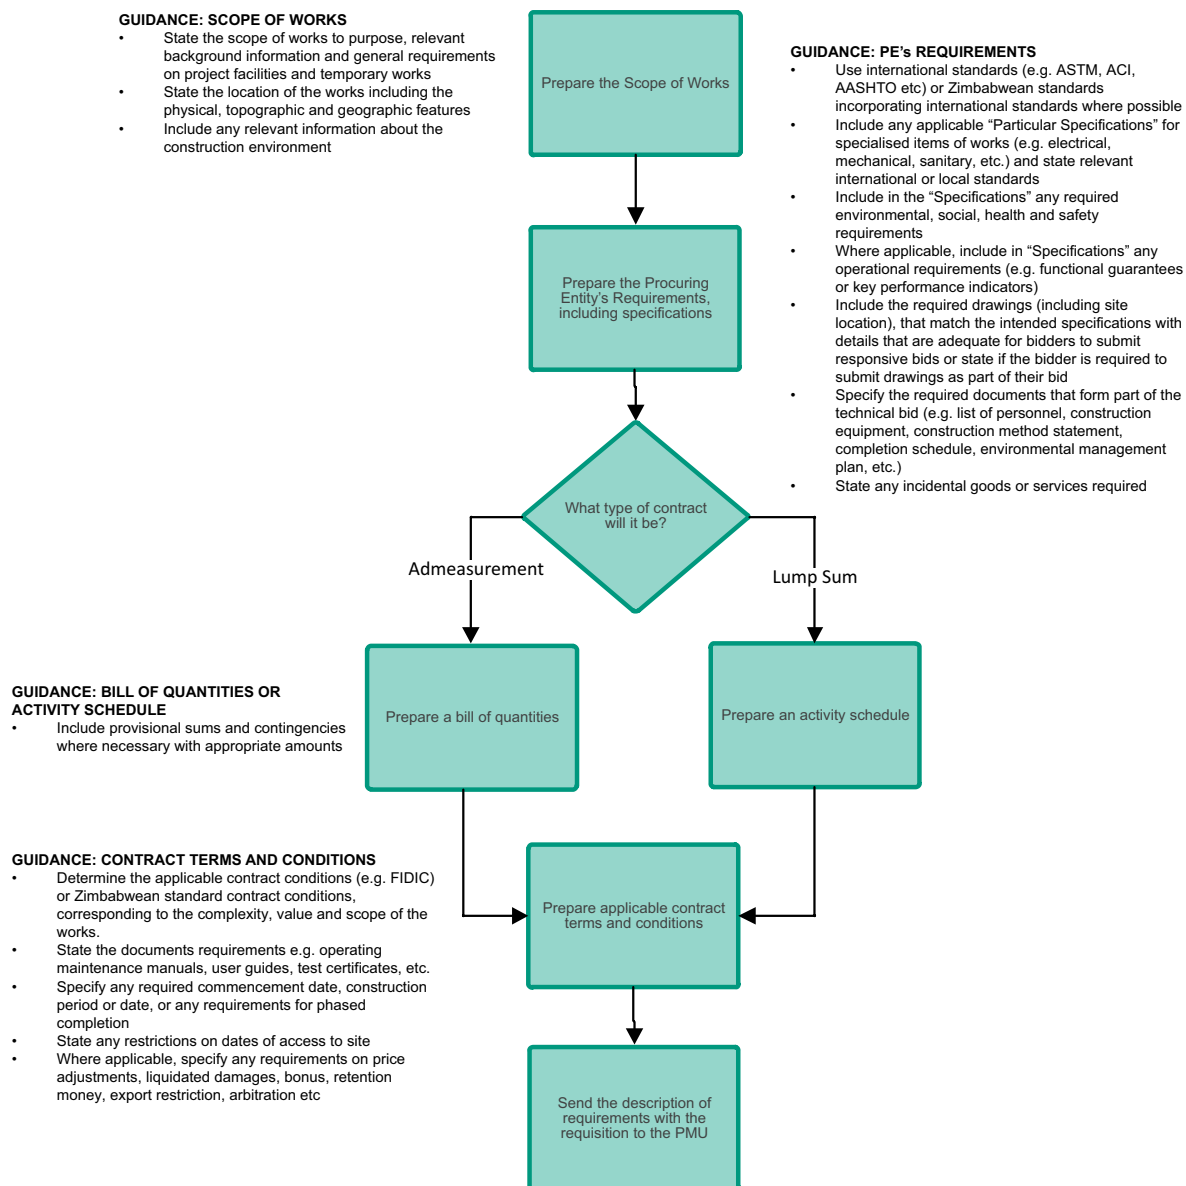 GUIDANCE: SCOPE OF WORKS
• State the scope of works to purpose, relevant
background information and general requirements
on project facilities and temporary works
• State the location of the works including the
physical, topographic and geographic features
• Include any relevant information about the
construction environment
Prepare the Scope of Works
GUIDANCE: PE's REQUIREMENTS
• Use international standards (e.g. ASTM, ACI,
AASHTO etc) or Zimbabwean standards
incorporating international standards where possible
• Include any applicable “Particular Specifications” for
specialised items of works (e.g. electrical,
mechanical, sanitary, etc.) and state relevant
international or local standards
• Include in the “Specifications” any required
environmental, social, health and safety
requirements
• Where applicable, include in “Specifications” any
operational requirements (e.g. functional guarantees
or key performance indicators)
• Include the required drawings (including site
location), that match the intended specifications with
details that are adequate for bidders to submit
responsive bids or state if the bidder is required to
submit drawings as part of their bid
• Specify the required documents that form part of the
technical bid (e.g. list of personnel, construction
equipment, construction method statement,
completion schedule, environmental management
plan, etc.)
• State any incidental goods or services required
Prepare the Procuring
Entity's Requirements,
including specifications
What type of contract
will it be?
Admeasurement
Lump Sum
GUIDANCE: BILL OF QUANTITIES OR
ACTIVITY SCHEDULE
• Include provisional sums and contingencies
where necessary with appropriate amounts
Prepare a bill of quantities
Prepare an activity schedule
GUIDANCE: CONTRACT TERMS AND CONDITIONS
• Determine the applicable contract conditions (e.g. FIDIC)
or Zimbabwean standard contract conditions,
corresponding to the complexity, value and scope of the
works.
• State the documents requirements e.g. operating
maintenance manuals, user guides, test certificates, etc.
• Specify any required commencement date, construction
period or date, or any requirements for phased
completion
• State any restrictions on dates of access to site
• Where applicable, specify any requirements on price
adjustments, liquidated damages, bonus, retention
money, export restriction, arbitration etc
Prepare applicable contract
terms and conditions
Send the description of
requirements with the
requisition to the PMU